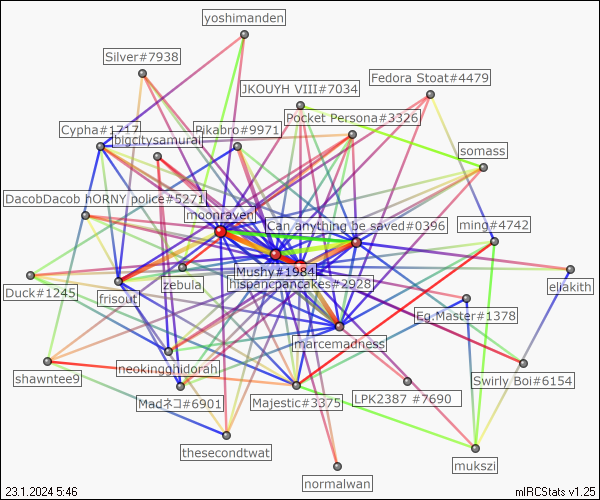 yoshimanden
Silver#7938
Fedora Stoat#4479
JKOUYH VIII#7034
Pocket Persona#3326
Cypha#1717
Pikabro#9971
bigcitysamurai
somass
DacobDacob hORNY police#5271
moonraven
Can anything be saved#0396
ming#4742
Mushy#1984
hispancpancakes#2928
eliakith
zebula
Duck#1245
frisout
Eg.Master#1378
marcemadness
neokingghidorah
shawntee9
Swirly Boi#6154
Madネコ#6901
Majestic#3375
LPK2387 #7690
thesecondtwat
mukszi
normalwan
23.1.2024 5:46
mIRCStats v1.25